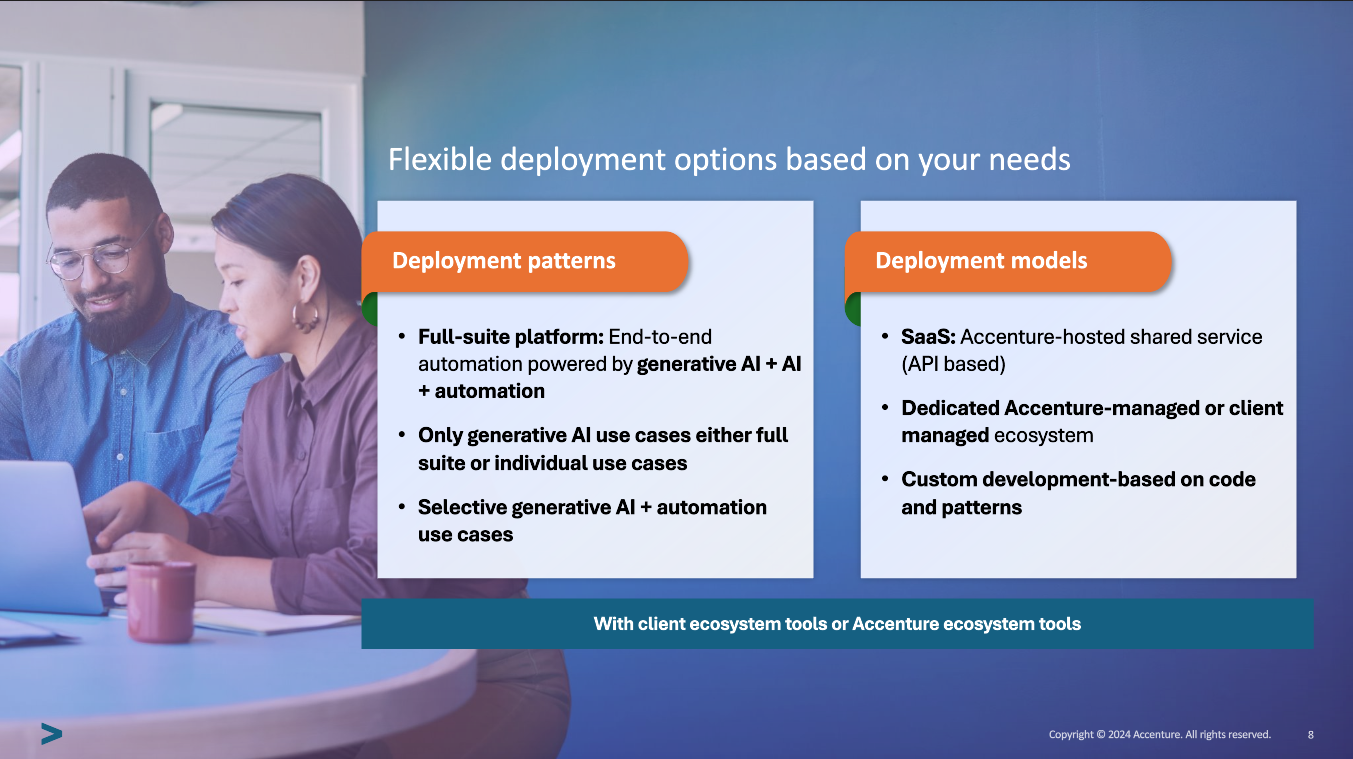 Flexible deployment options based on your needs
Deployment patterns
• Full-suite platform: End-to-end
automation powered by generative AI + AI
+ automation
• Only generative AI use cases either full
suite or individual use cases
• Selective generative AI + automation
use cases
Deployment models
• SaaS: Accenture-hosted shared service
(API based)
• Dedicated Accenture-managed or client
managed ecosystem
• Custom development-based on code
and patterns
With client ecosystem tools or Accenture ecosystem tools
Copyright © 2024 Accenture. All rights reserved.
8